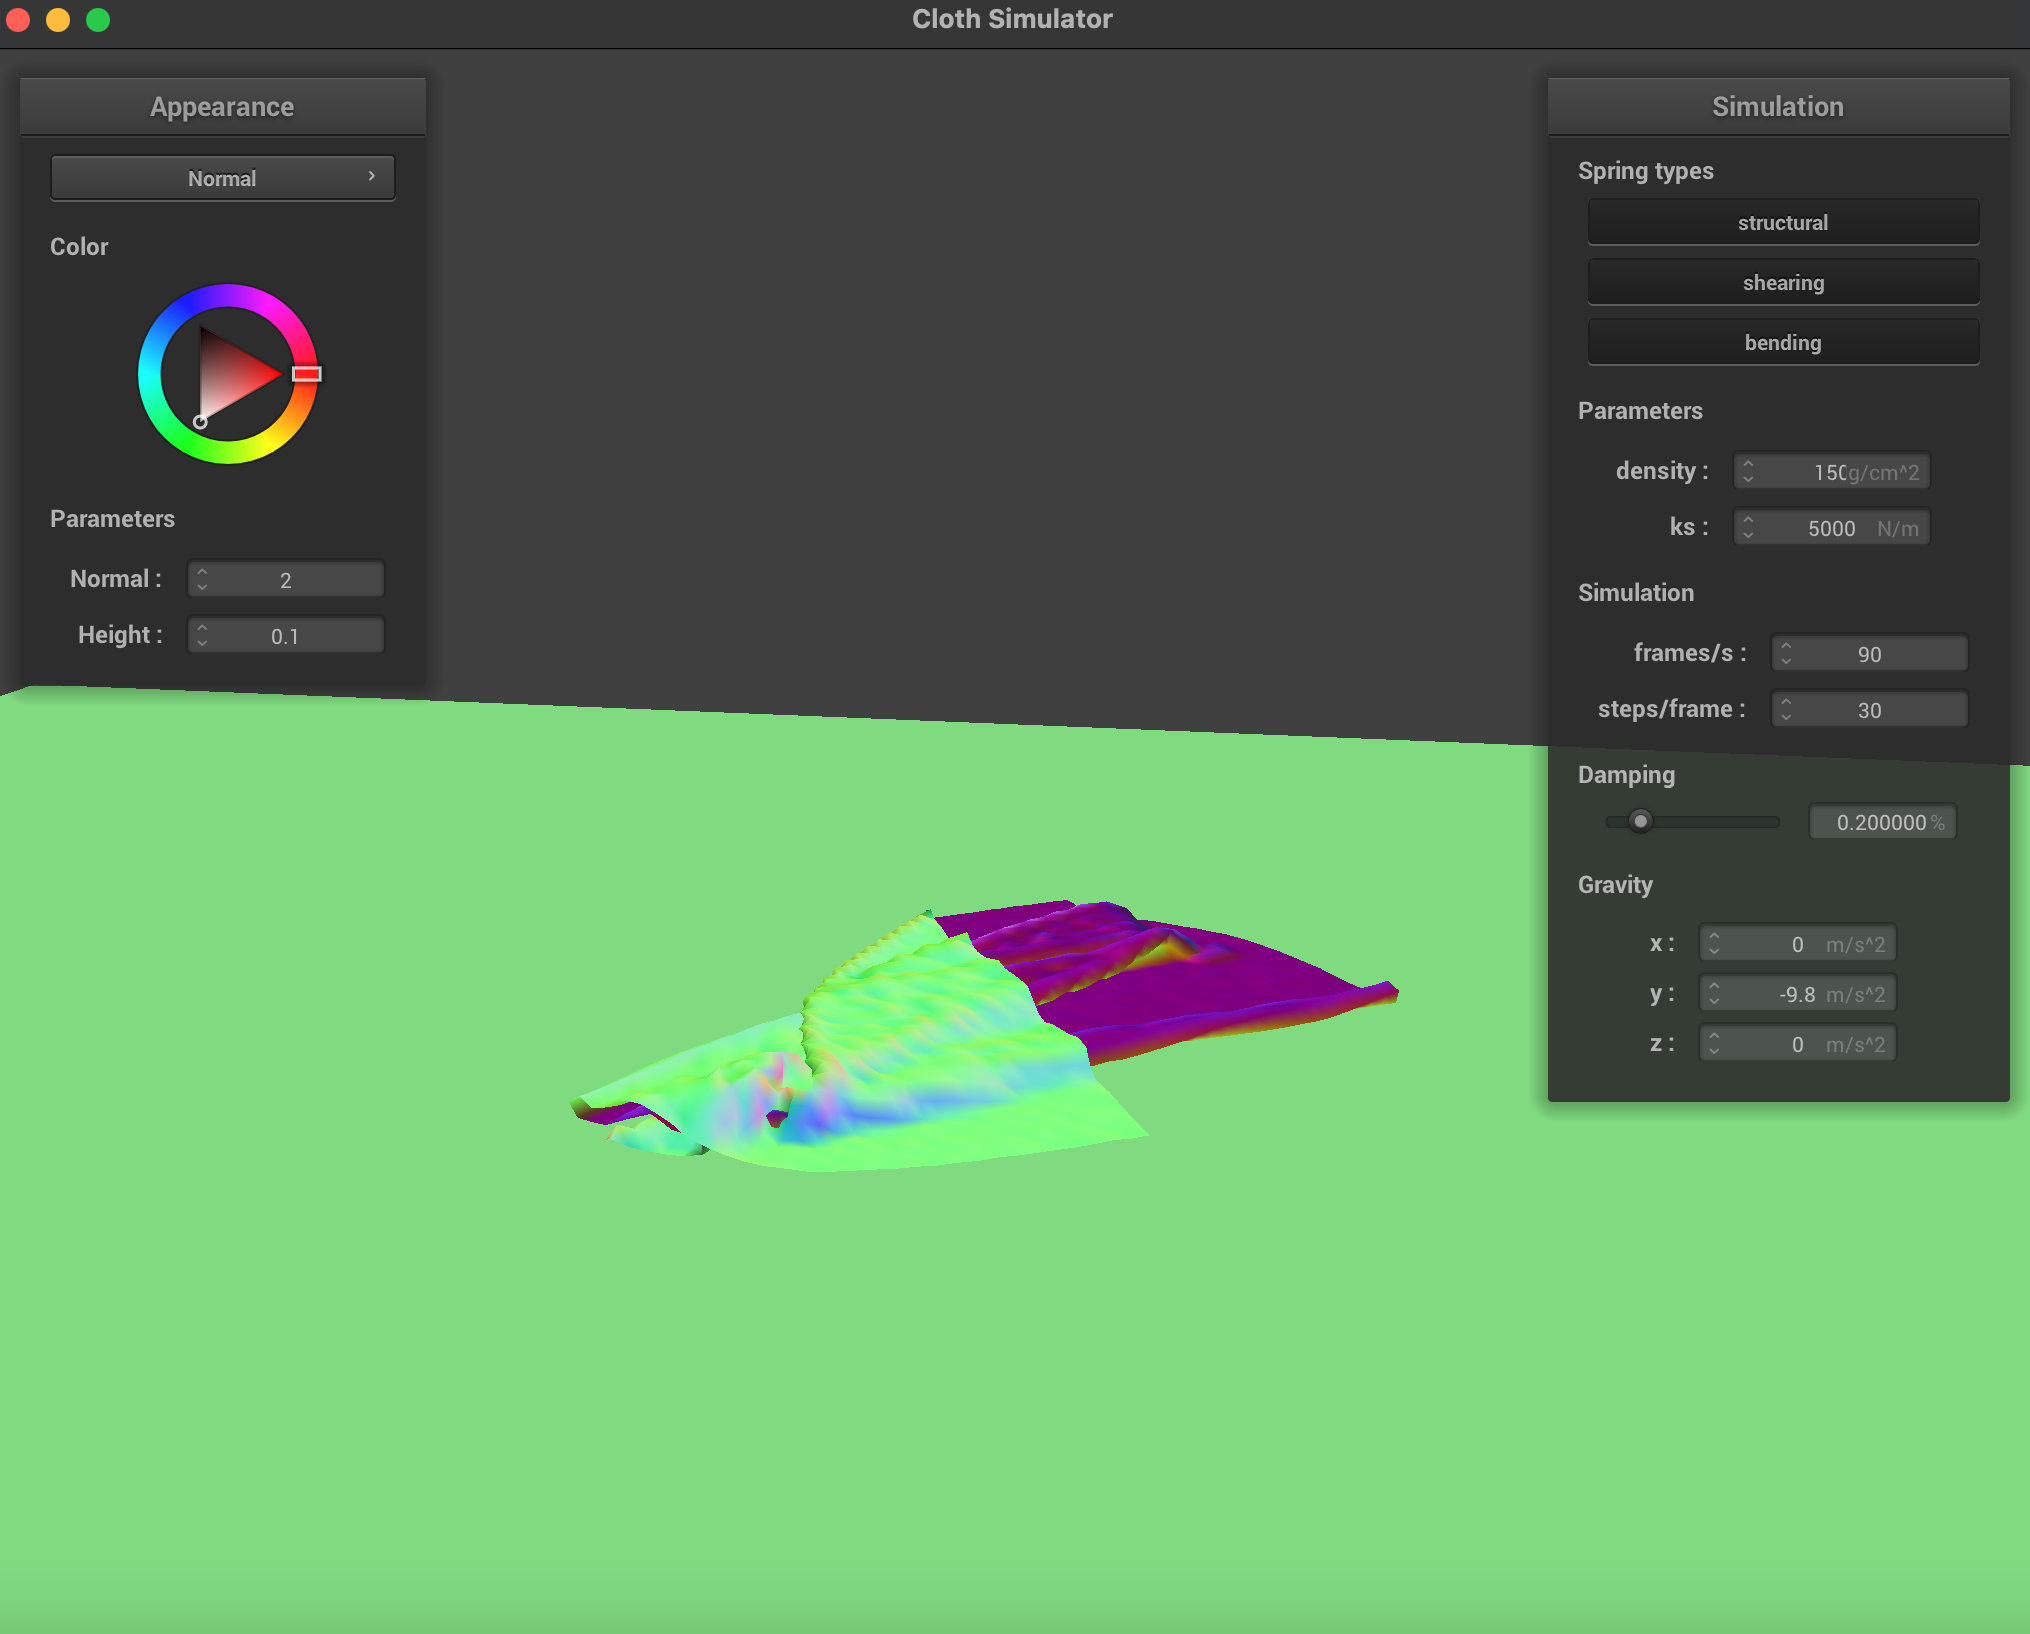 Cloth Simulator
Appearance
Normal
Color
Parameters
Normal :
2
Height :
0.1
Simulation
Spring types
structural
shearing
bending
Parameters
density :
150 g/cm^2
ks :
5000 N/m
Simulation
frames/s :
90
steps/frame :
30
Damping
0.200000 %
Gravity
x :
0 m/s^2
y :
-9.8 m/s^2
z :
0 m/s^2